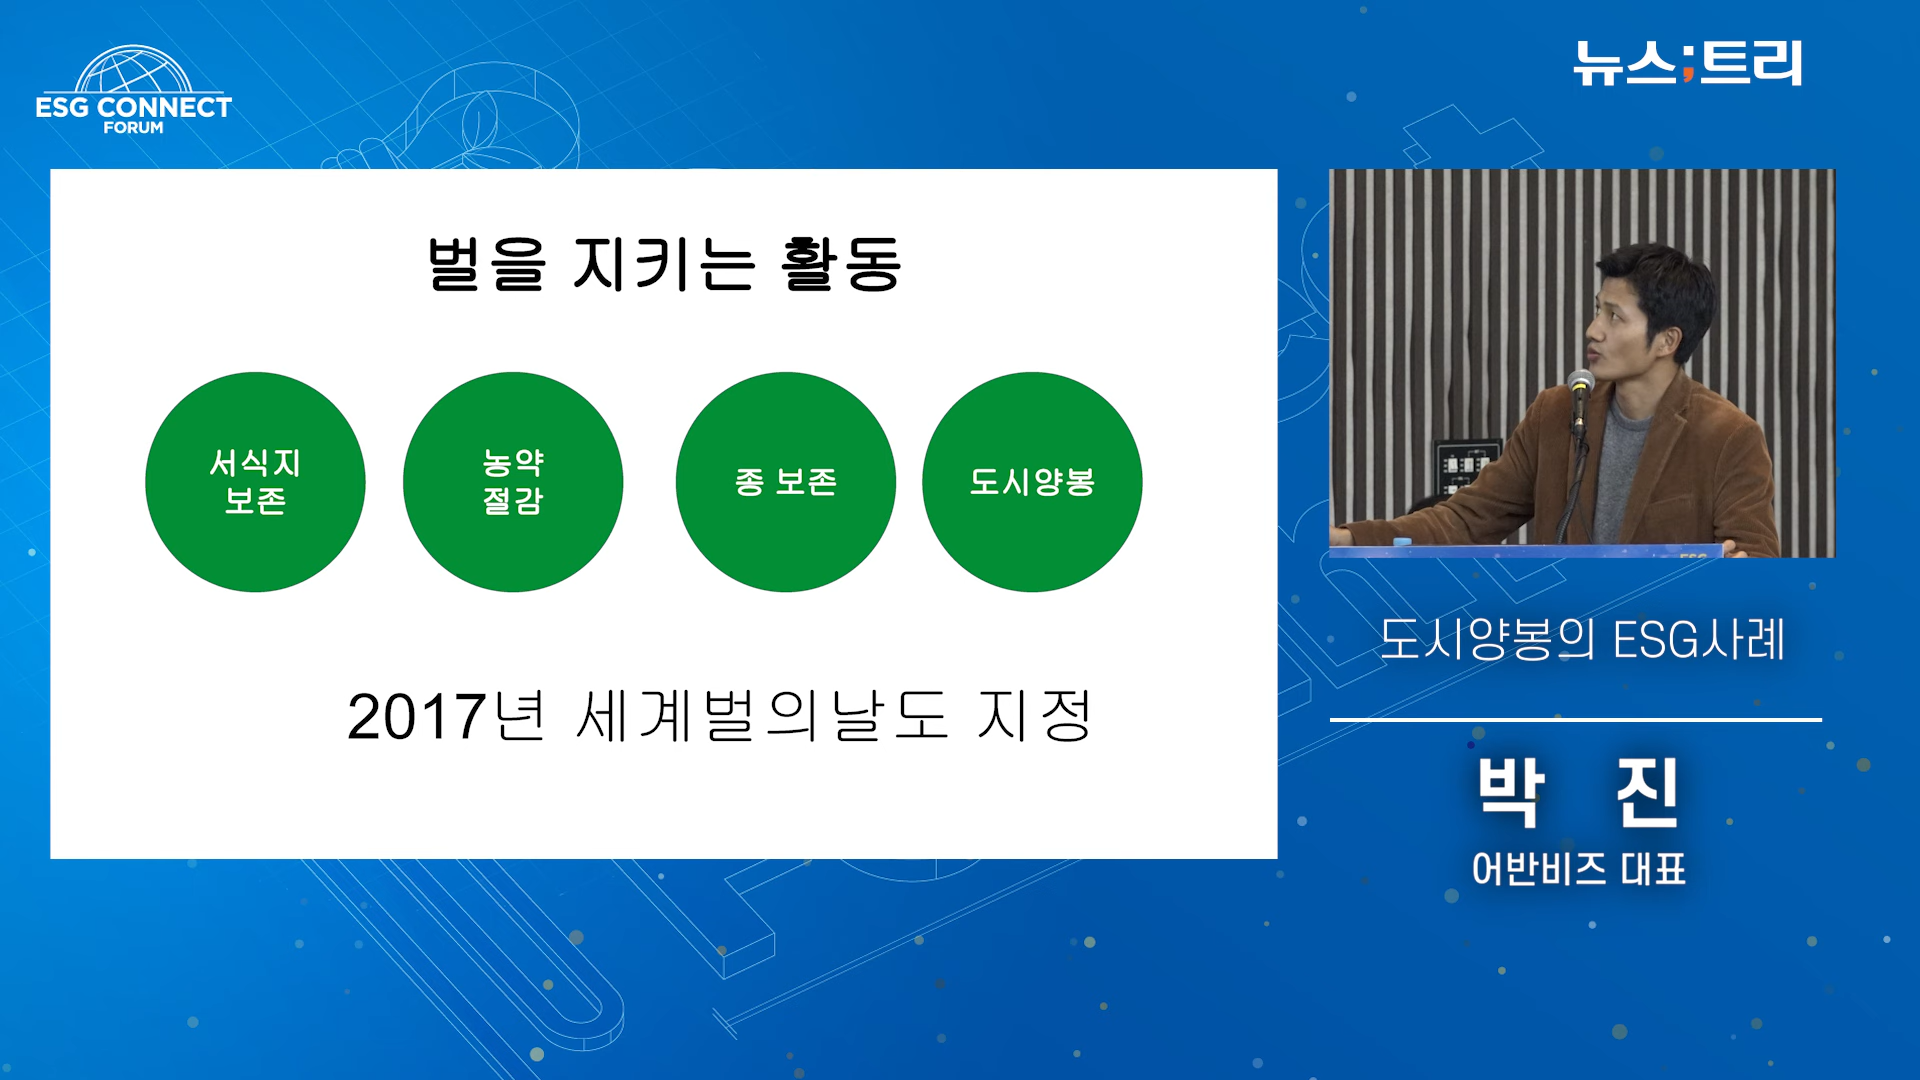 ESG CONNECT
FORUM
뉴스;트리
벌을 지키는 활동
서식지
보존
농약
절감
종 보존
도시양봉
2017년 세계벌의날도 지정
ESG
도시양봉의 ESG사례
박 진
어반비즈 대표